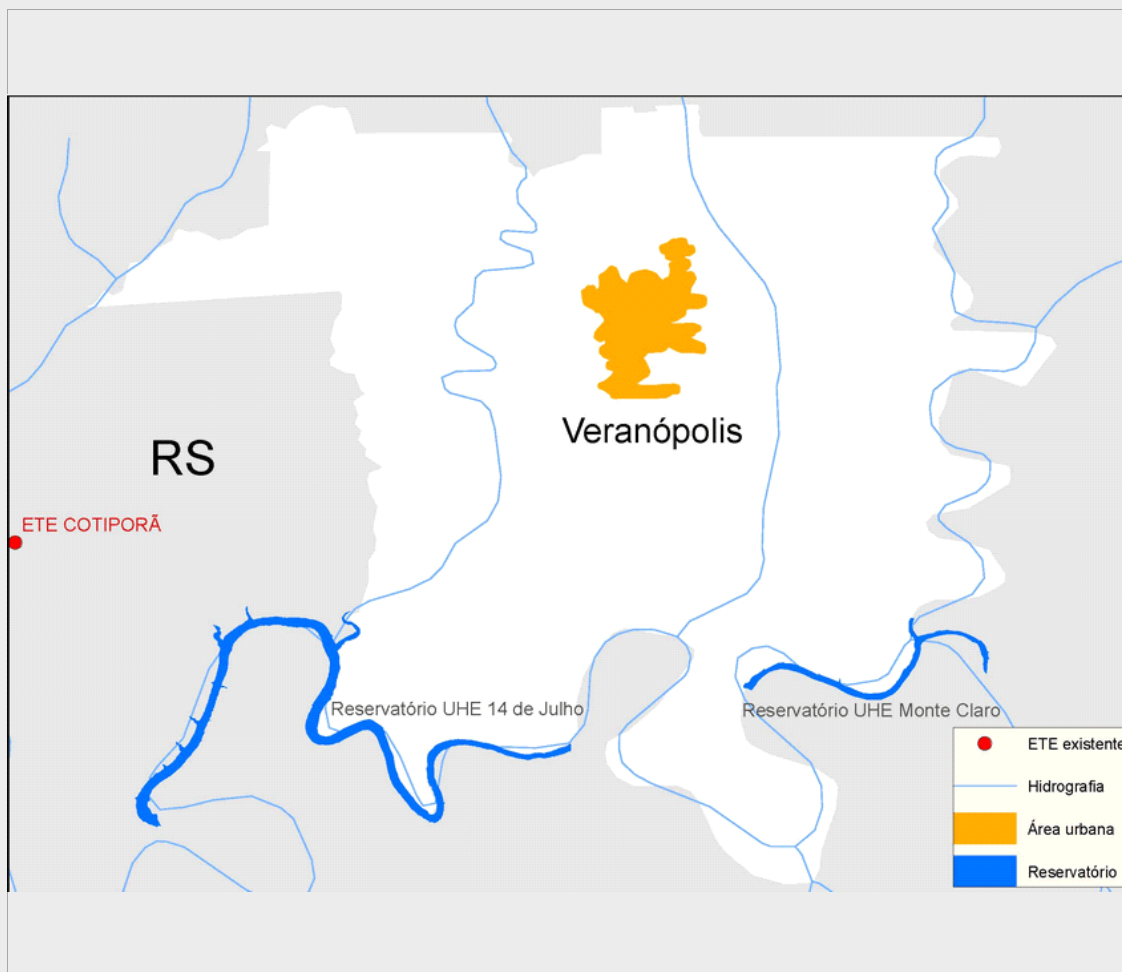 Veranópolis
RS
ETE COTIPORÃ
Reservatório UHE 14 de Julho
Reservatório UHE Monte Claro
ETE existente
Hidrografia
Área urbana
Reservatório